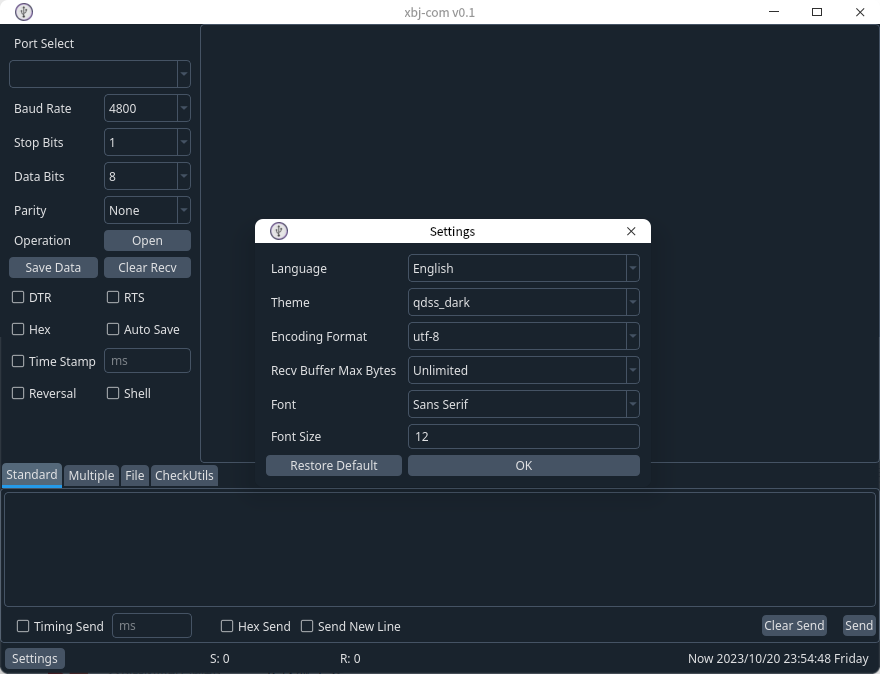 xbj-com v0.1
Port Select
Baud Rate 4800
Stop Bits 1
Data Bits 8
Parity None
Operation Open
Save Data Clear Recv
DTR RTS
Hex Auto Save
Time Stamp ms
Reversal Shell
Settings
Language English
Theme qdss_dark
Encoding Format utf-8
Recv Buffer Max Bytes Unlimited
Font Sans Serif
Font Size 12
Restore Default OK
Standard Multiple File CheckUtils
Timing Send ms Hex Send Send New Line Clear Send Send
Settings S: 0 R: 0 Now 2023/10/20 23:54:48 Friday